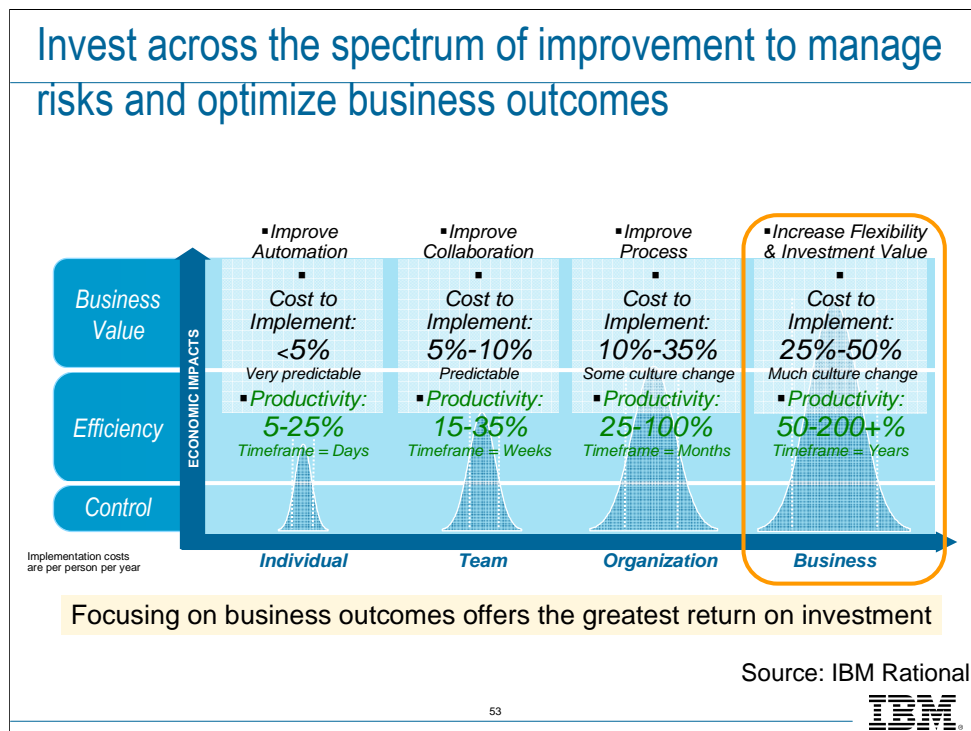 Invest across the spectrum of improvement to manage
risks and optimize business outcomes
▪Improve
Automation
▪Improve
Collaboration
▪Improve
Process
▪Increase Flexibility
& Investment Value
Business
Value
Efficiency
Control
ECONOMIC IMPACTS
▪
Cost to
Implement:
<5%
Very predictable
▪Productivity:
5-25%
Timeframe = Days
▪
Cost to
Implement:
5%-10%
Predictable
▪Productivity:
15-35%
Timeframe = Weeks
▪
Cost to
Implement:
10%-35%
Some culture change
▪Productivity:
25-100%
Timeframe = Months
▪
Cost to
Implement:
25%-50%
Much culture change
▪Productivity:
50-200+%
Timeframe = Years
Implementation costs
are per person per year
Individual
Team
Organization
Business
Focusing on business outcomes offers the greatest return on investment
Source: IBM Rational
53
IBM®